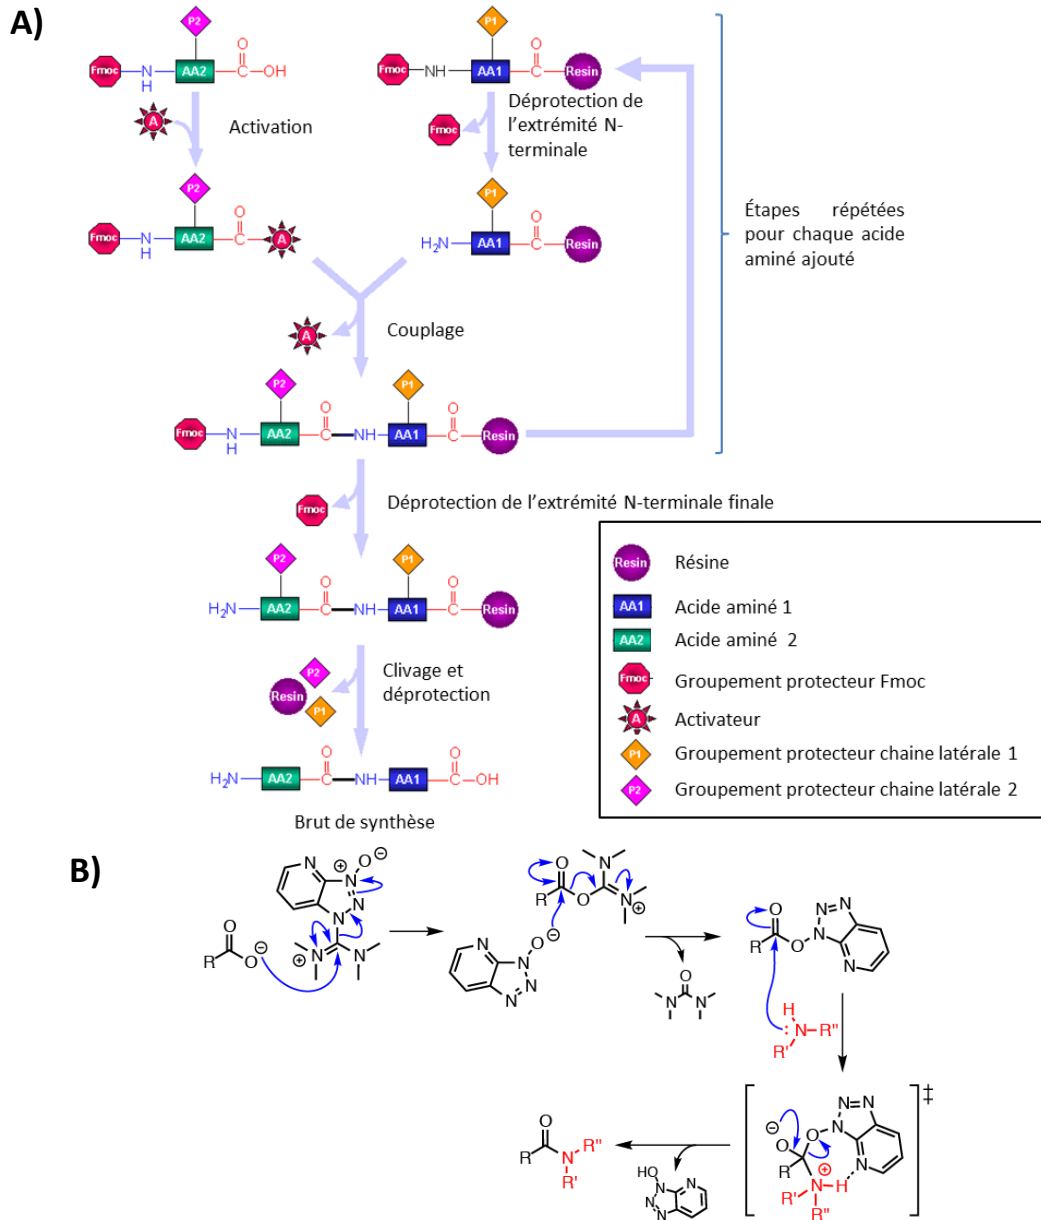 A)
P2
P1
Fmoc N H AA2 C O OH
Fmoc NH AA1 C O Resin
A
Activation
Fmoc
Déprotection de
l'extrémité N-
terminale
P2
P1
Fmoc N H AA2 C O A
H₂N AA1 C O Resin
Étapes répétées
pour chaque acide
aminé ajouté
A
Couplage
P2
P1
Fmoc N H AA2 C O NH AA1 C O Resin
Fmoc
Déprotection de l'extrémité N-terminale finale
P2
P1
H₂N AA2 C O NH AA1 C O Resin
Resin P2 P1
Clivage et
déprotection
H₂N AA2 C O NH AA1 C O OH
Brut de synthèse
Resin Résine
AA1 Acide aminé 1
AA2 Acide aminé 2
Fmoc Groupement protecteur Fmoc
A Activateur
P1 Groupement protecteur chaine latérale 1
P2 Groupement protecteur chaine latérale 2
B)
R O O ⊖
N N ⊕ O ⊖ N N N ⊕ N
N N N N O ⊖
R O O N N ⊕
O N N
R O O N N N N
H :N R' R"
‡
⊖ O R O N N N N
R' N ⊕ H R"
HO N N N N
R O N R" R'